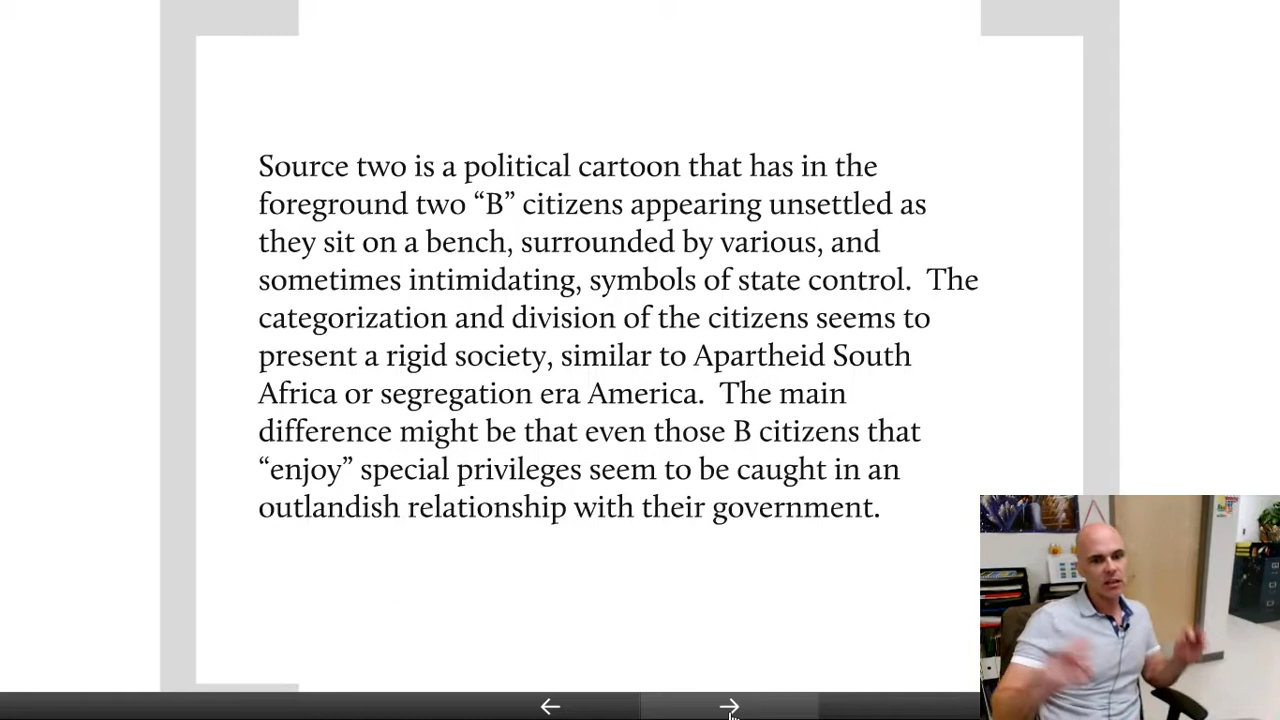 Source two is a political cartoon that has in the
foreground two “B” citizens appearing unsettled as
they sit on a bench, surrounded by various, and
sometimes intimidating, symbols of state control.  The
categorization and division of the citizens seems to
present a rigid society, similar to Apartheid South
Africa or segregation era America.  The main
difference might be that even those B citizens that
“enjoy” special privileges seem to be caught in an
outlandish relationship with their government.